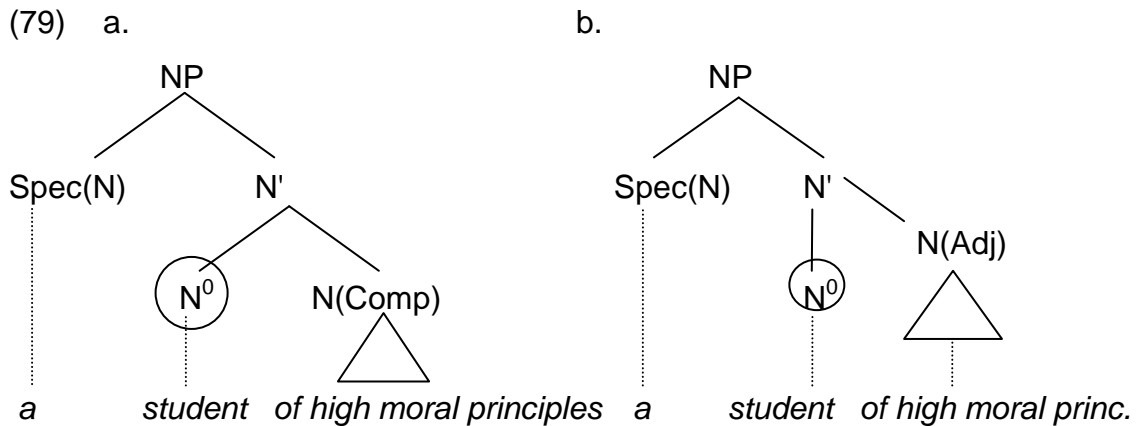 (79) a. b.
NP NP
Spec(N) N' Spec(N) N'
N(Adj)
N⁰ N(Comp) N⁰
a student of high moral principles a student of high moral princ.